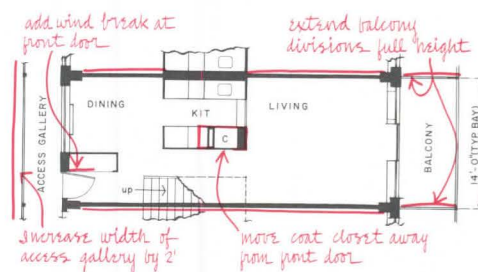 add wind break at
front door
extend balcony
divisions full height
DINING
KIT
LIVING
C
ACCESS GALLERY
BALCONY
14'-0" (TYP BAY)
up
Increase width of
access gallery by 2'
move coat closet away
from front door